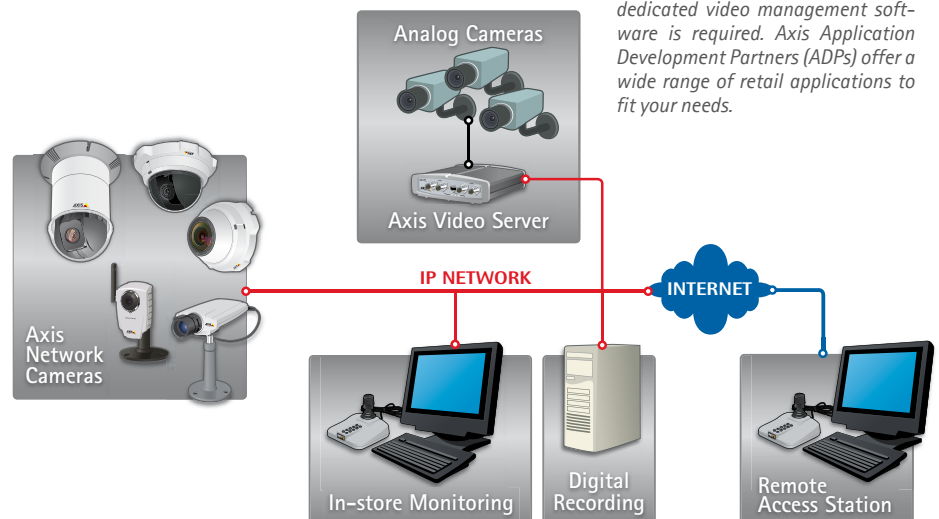 dedicated video management soft-
ware is required. Axis Application
Development Partners (ADPs) offer a
wide range of retail applications to
fit your needs.
Analog Cameras
Axis Video Server
IP NETWORK
INTERNET
Axis
Network
Cameras
In-store Monitoring
Digital
Recording
Remote
Access Station
AXIS